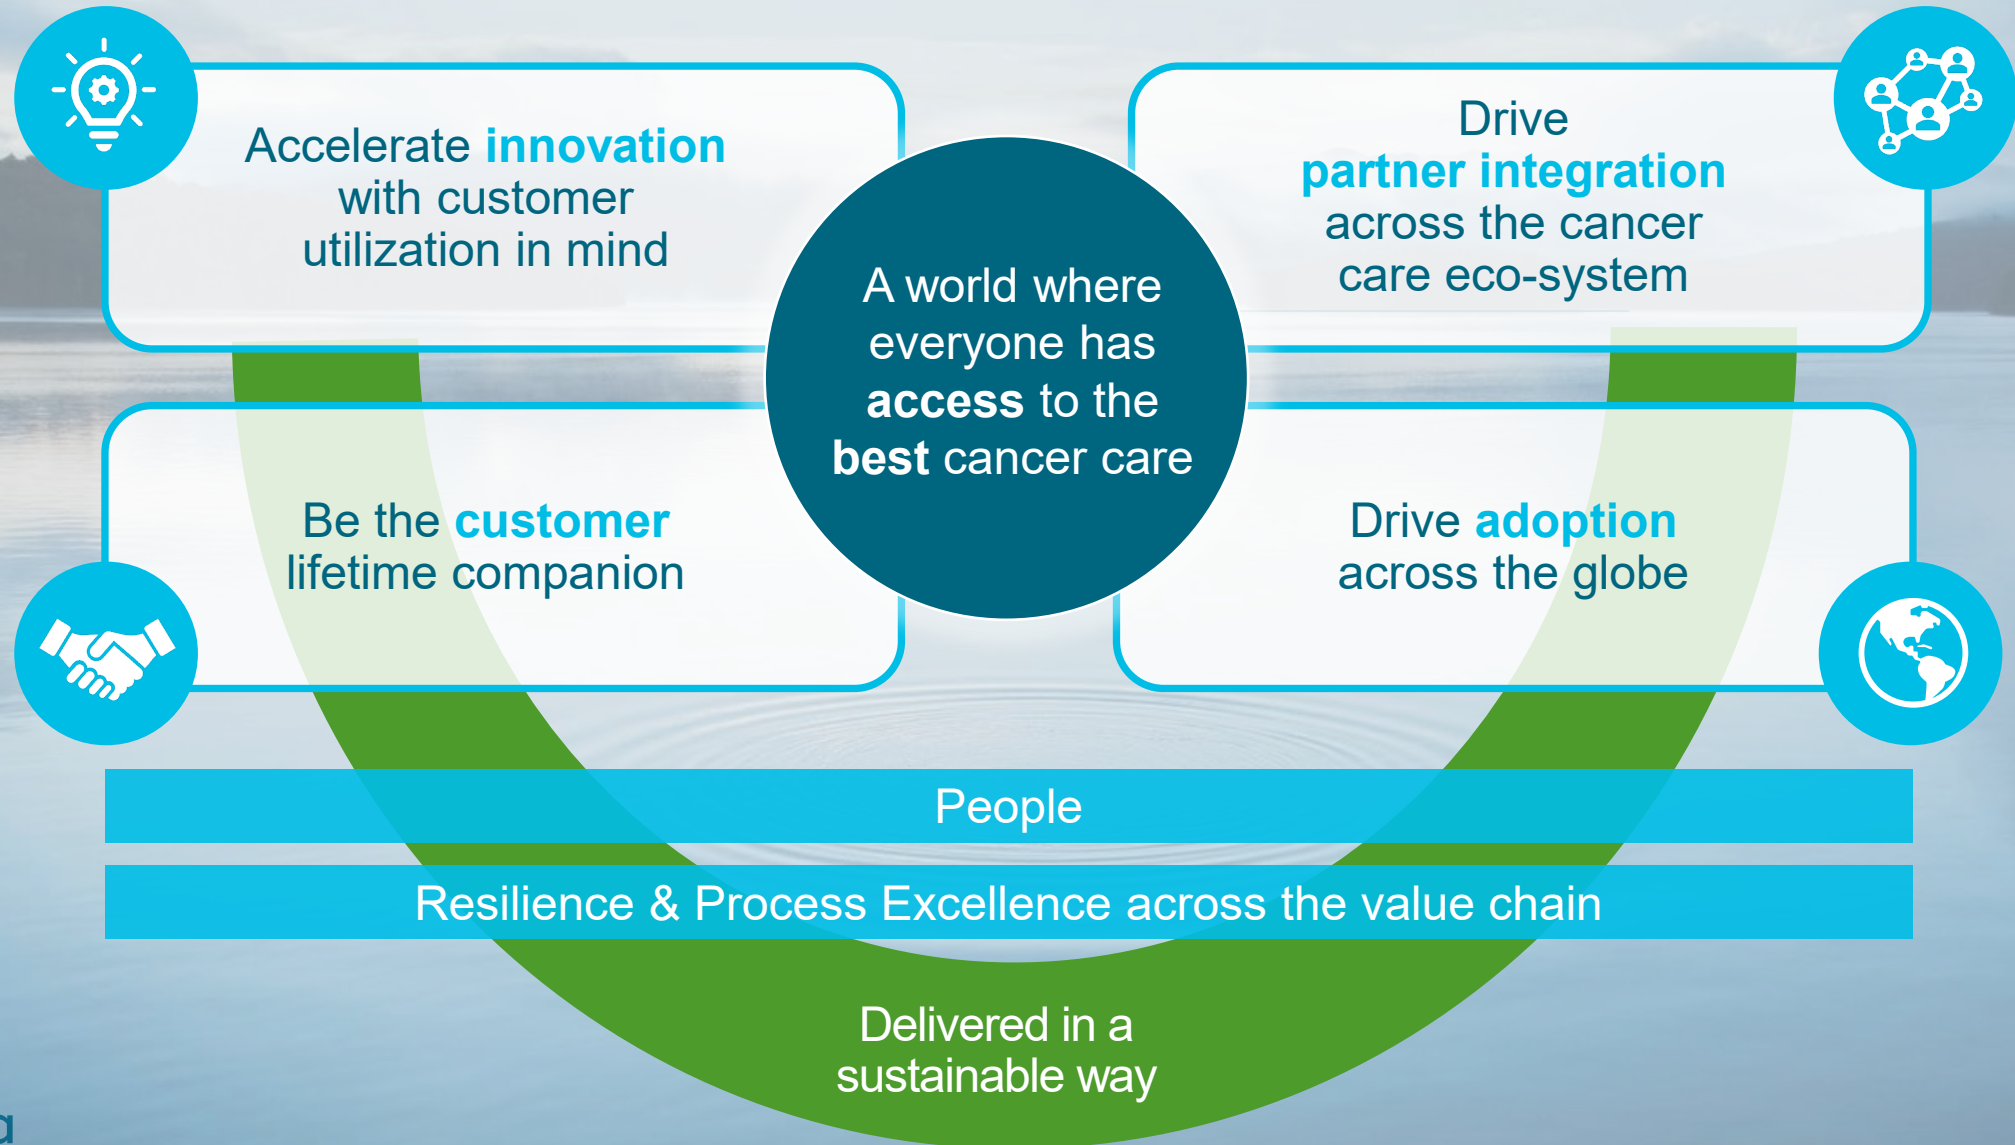 Accelerate innovation
with customer
utilization in mind
Drive
partner integration
across the cancer
care eco-system
A world where
everyone has
access to the
best cancer care
Be the customer
lifetime companion
Drive adoption
across the globe
People
Resilience & Process Excellence across the value chain
Delivered in a
sustainable way